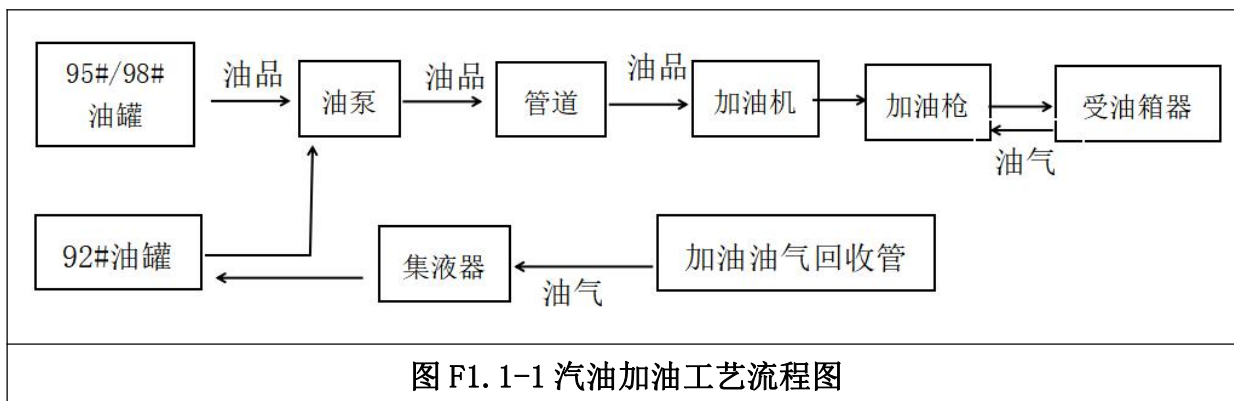 95#/98#
油罐
油品
油泵
油品
管道
油品
加油机
加油枪
受油箱器
油气
92#油罐
集液器
油气
加油油气回收管
图 F1.1-1 汽油加油工艺流程图